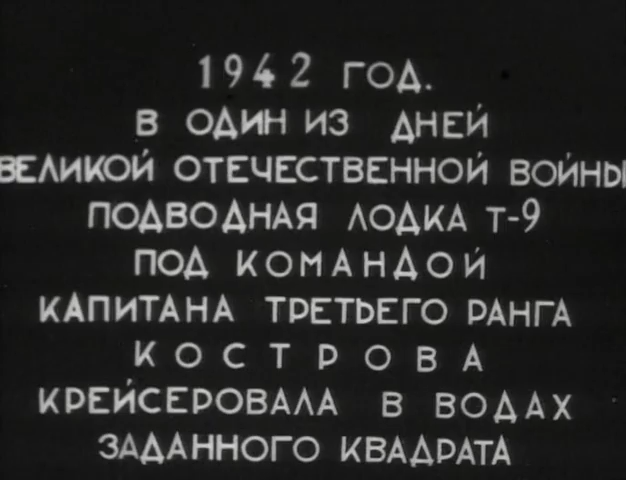 1942 ГОД.
В ОДИН ИЗ ДНЕЙ
ВЕЛИКОЙ ОТЕЧЕСТВЕННОЙ ВОЙНЫ
ПОДВОДНАЯ ЛОДКА Т-9
ПОД КОМАНДОЙ
КАПИТАНА ТРЕТЬЕГО РАНГА
КОСТРОВА
КРЕЙСЕРОВАЛА В ВОДАХ
ЗАДАННОГО КВАДРАТА